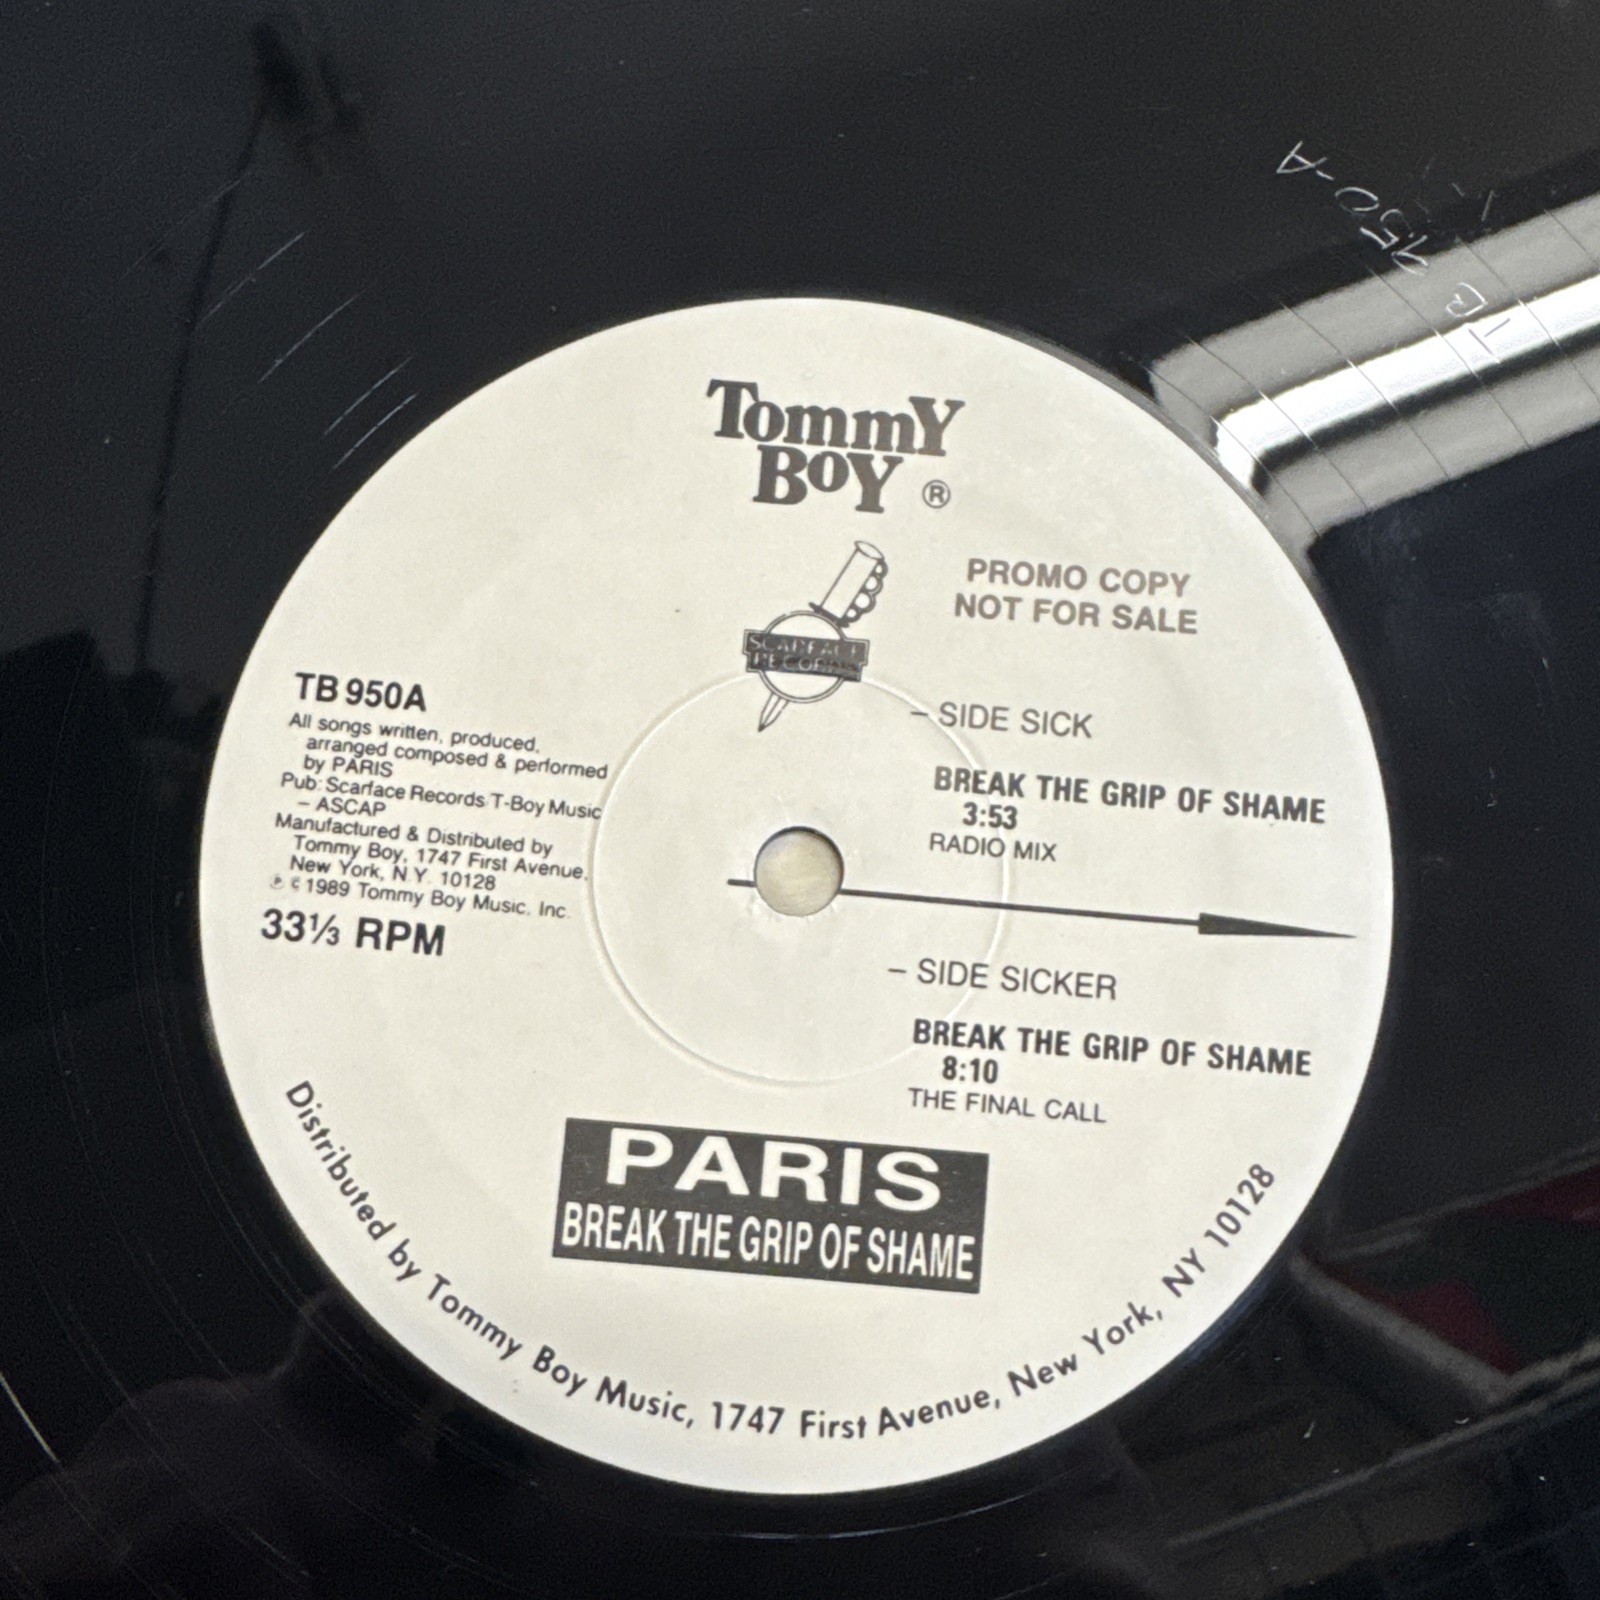 TB 950-A
Tommy
Boy ®
PROMO COPY
NOT FOR SALE
SCARFACE
RECORDS
TB 950A
All songs written, produced,
arranged composed & performed
by PARIS
Pub: Scarface Records/T-Boy Music
– ASCAP
Manufactured & Distributed by
Tommy Boy, 1747 First Avenue,
New York, N.Y. 10128
℗ © 1989 Tommy Boy Music, Inc.
33⅓ RPM
– SIDE SICK
BREAK THE GRIP OF SHAME
3:53
RADIO MIX
– SIDE SICKER
BREAK THE GRIP OF SHAME
8:10
THE FINAL CALL
PARIS
BREAK THE GRIP OF SHAME
Distributed by Tommy Boy Music, 1747 First Avenue, New York, NY 10128